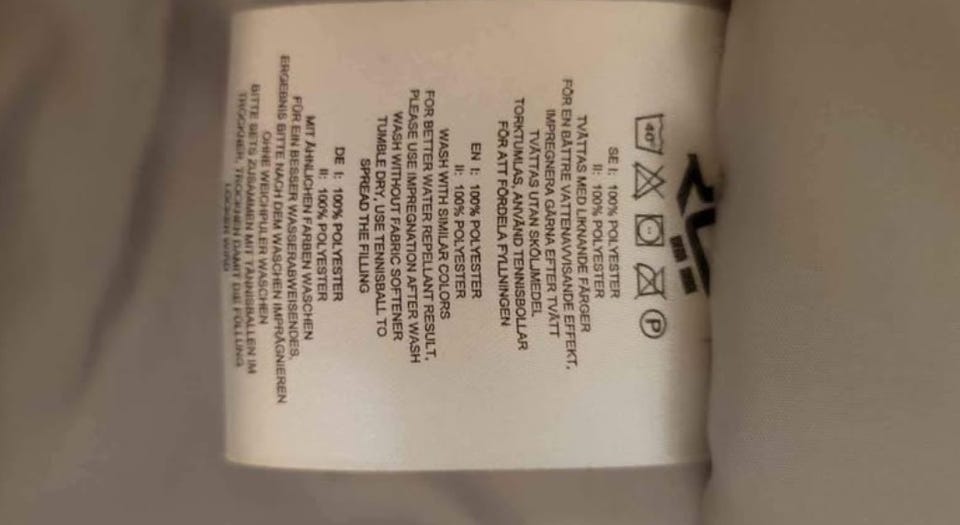 40°
P
SE I: 100% POLYESTER
II: 100% POLYESTER
TVÄTTAS MED LIKNANDE FÄRGER
FÖR EN BÄTTRE VATTENAVVISANDE EFFEKT,
IMPREGNERA GÄRNA EFTER TVÄTT
TVÄTTAS UTAN SKÖLJMEDEL
TORKTUMLAS, ANVÄND TENNISBOLLAR
FÖR ATT FÖRDELA FYLLNINGEN
EN I: 100% POLYESTER
II: 100% POLYESTER
WASH WITH SIMILAR COLORS
FOR BETTER WATER REPELLANT RESULT,
PLEASE USE IMPREGNATION AFTER WASH
WASH WITHOUT FABRIC SOFTENER
TUMBLE DRY, USE TENNISBALL TO
SPREAD THE FILLING
DE I: 100% POLYESTER
II: 100% POLYESTER
MIT ÄHNLICHEN FARBEN WASCHEN
FÜR EIN BESSER WASSERABWEISENDES
ERGEBNIS BITTE NACH DEM WASCHEN IMPRÄGNIEREN
OHNE WEICHPULER WASCHEN
BITTE SETS ZUSAMMEN MIT TÄNNISBALLEN IM
TROCKNER, TROCKNEN DAMIT DIE FÜLLUNG